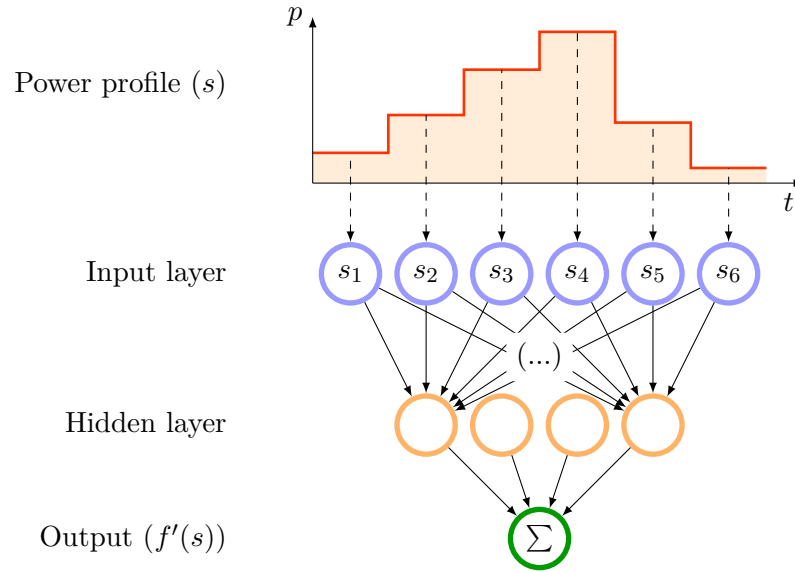 p
Power profile (s)
t
Input layer
s₁ s₂ s₃ s₄ s₅ s₆
(...)
Hidden layer
Output (f′(s))
∑